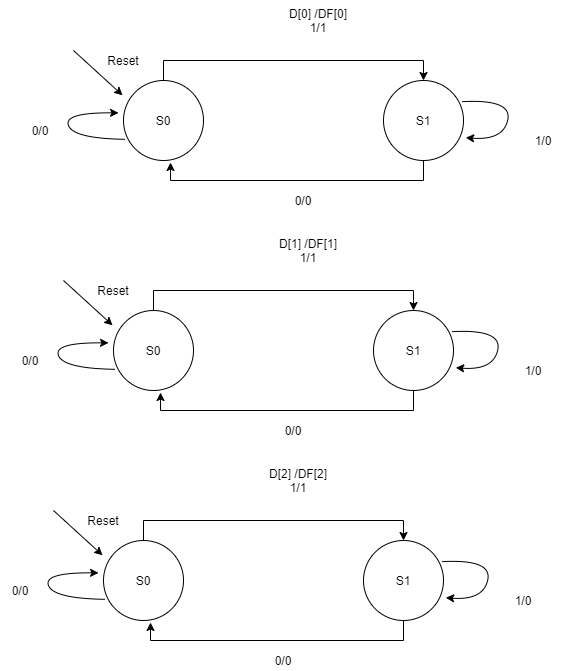 D[0] /DF[0]
1/1
Reset
S0
S1
0/0
1/0
0/0
D[1] /DF[1]
1/1
Reset
S0
S1
0/0
1/0
0/0
D[2] /DF[2]
1/1
Reset
S0
S1
0/0
1/0
0/0